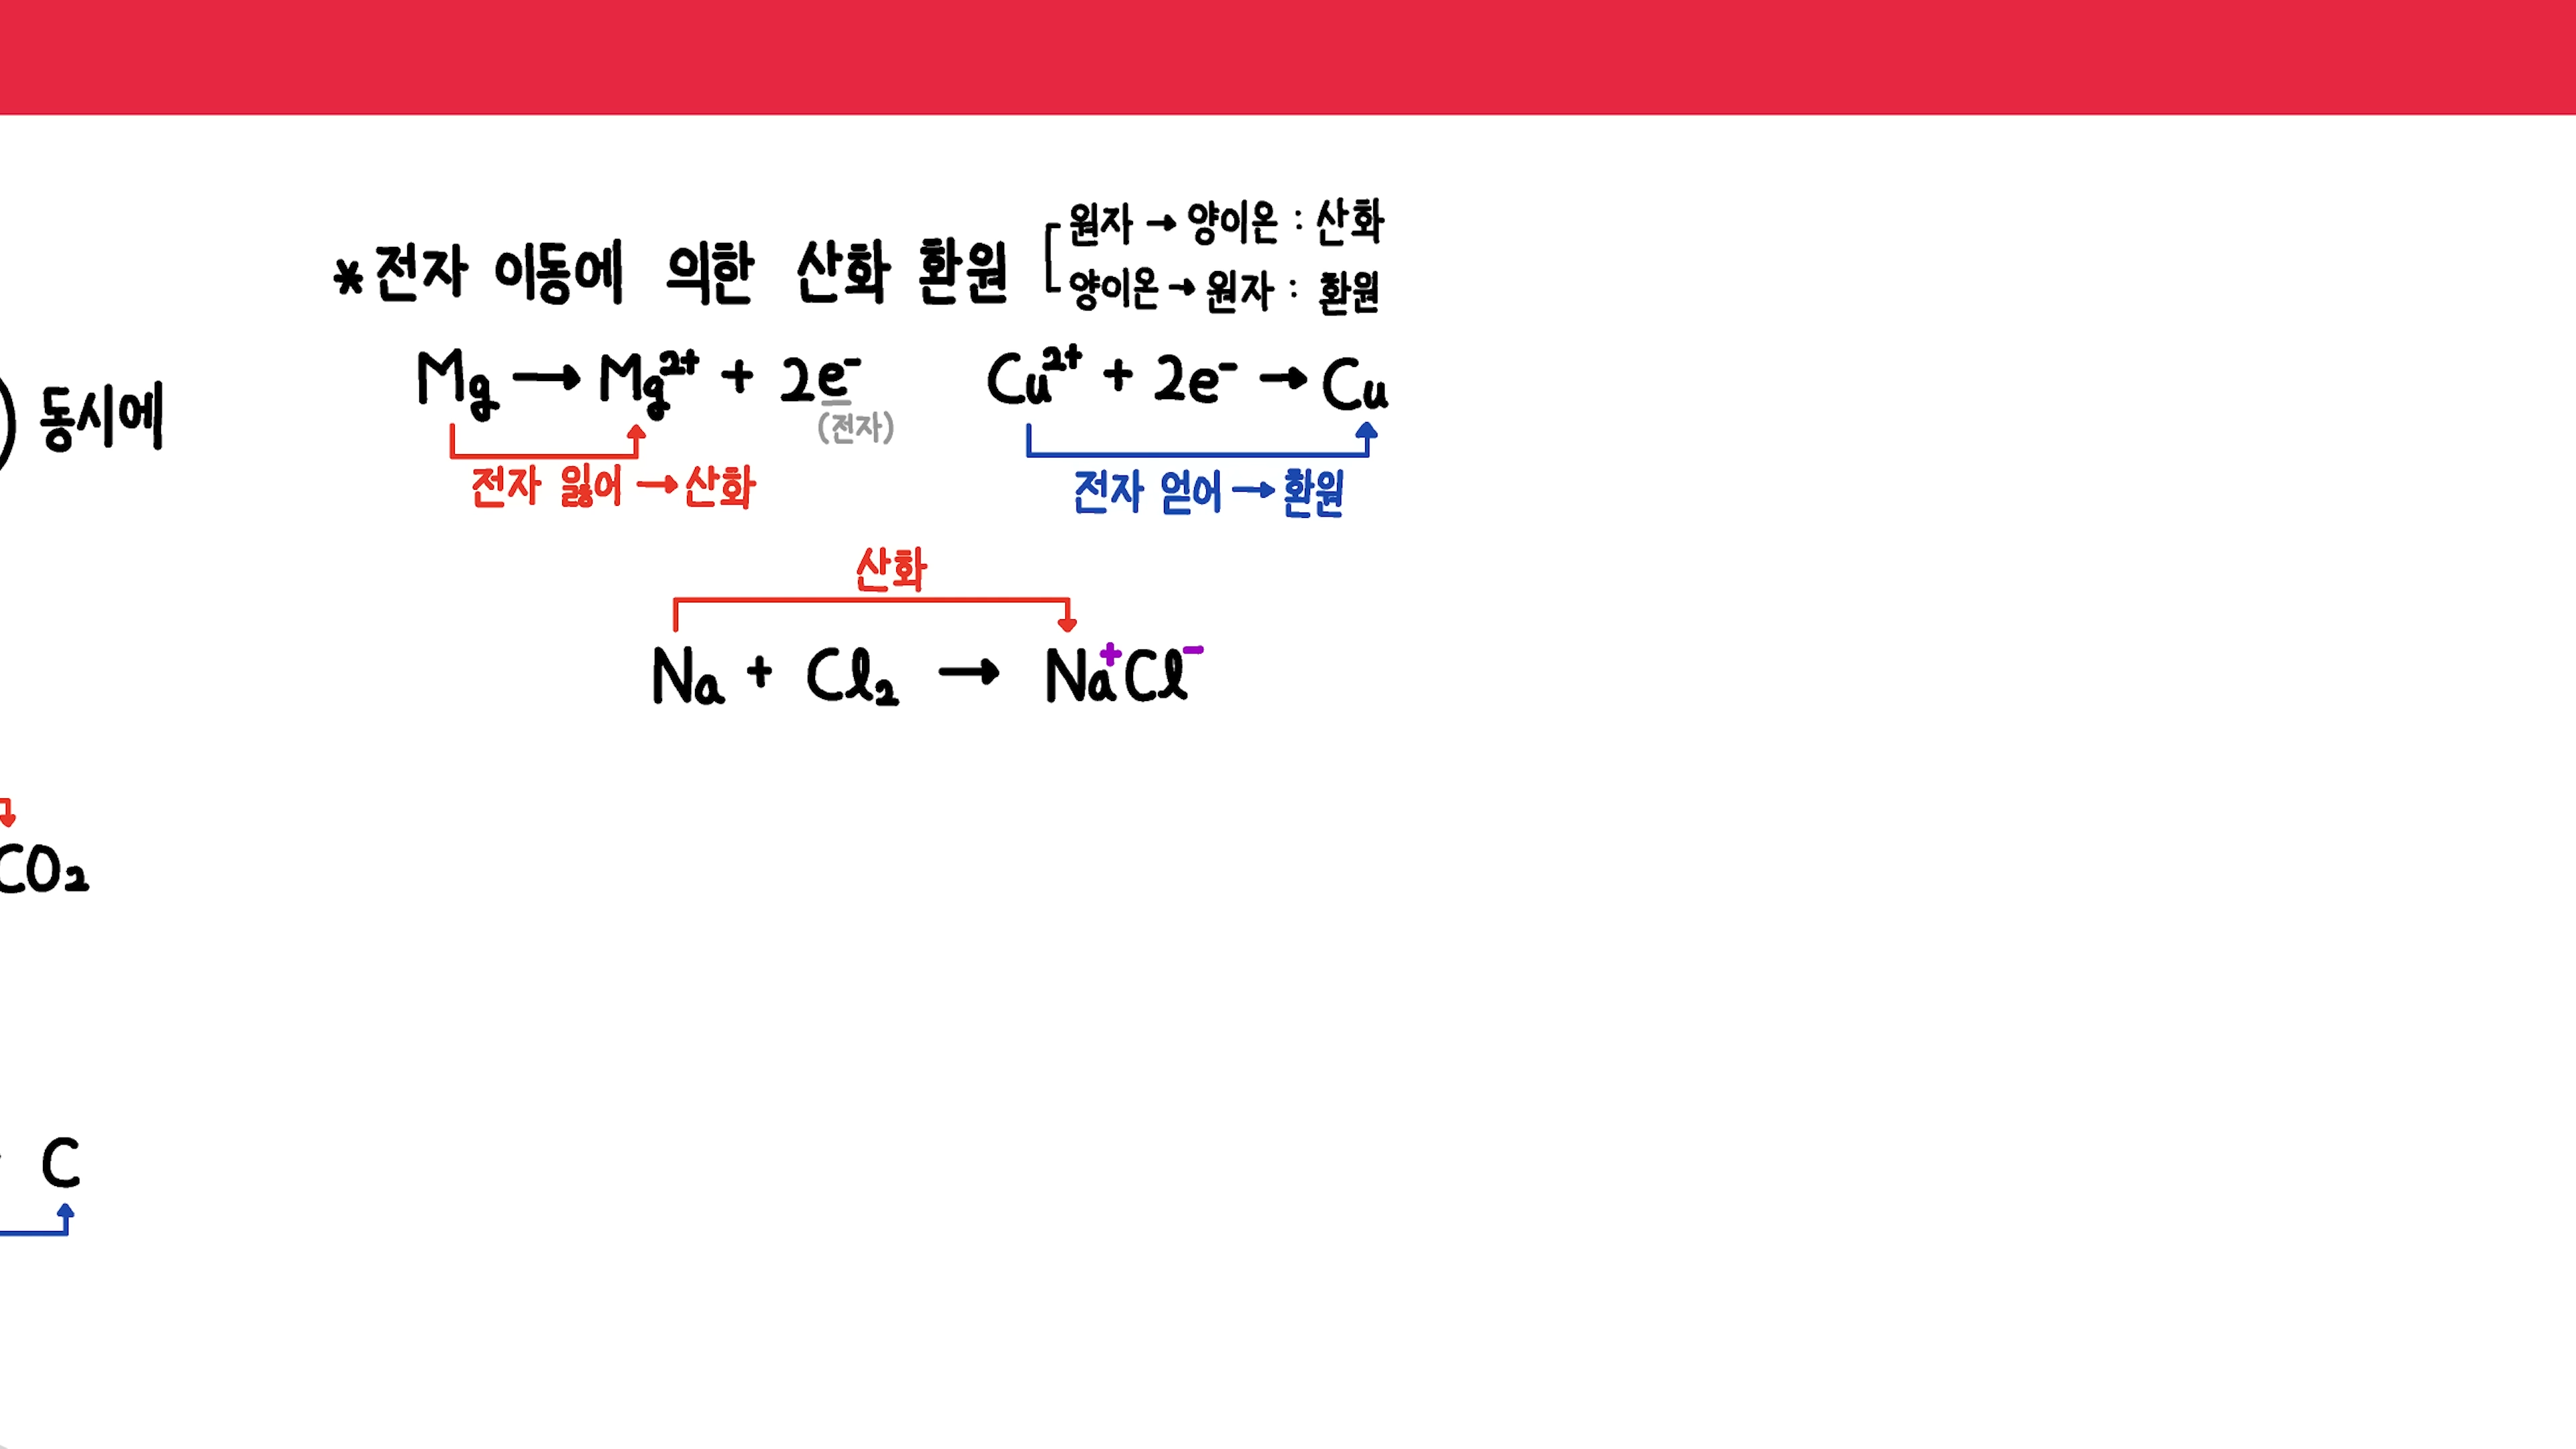 *전자 이동에 의한 산화 환원
원자 → 양이온 : 산화
양이온 → 원자 : 환원
Mg → Mg²⁺ + 2e⁻
(전자)
전자 잃어 → 산화
Cu²⁺ + 2e⁻ → Cu
전자 얻어 → 환원
) 동시에
산화
Na + Cl₂ → Na⁺Cl⁻
CO₂
C